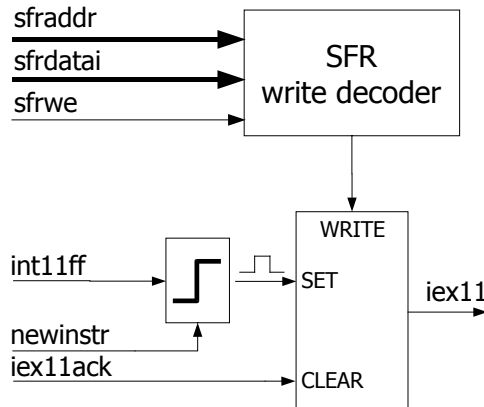 sfraddr
sfrdatai
sfrwe
SFR
write decoder
WRITE
int11ff
SET
iex11
newinstr
iex11ack
CLEAR